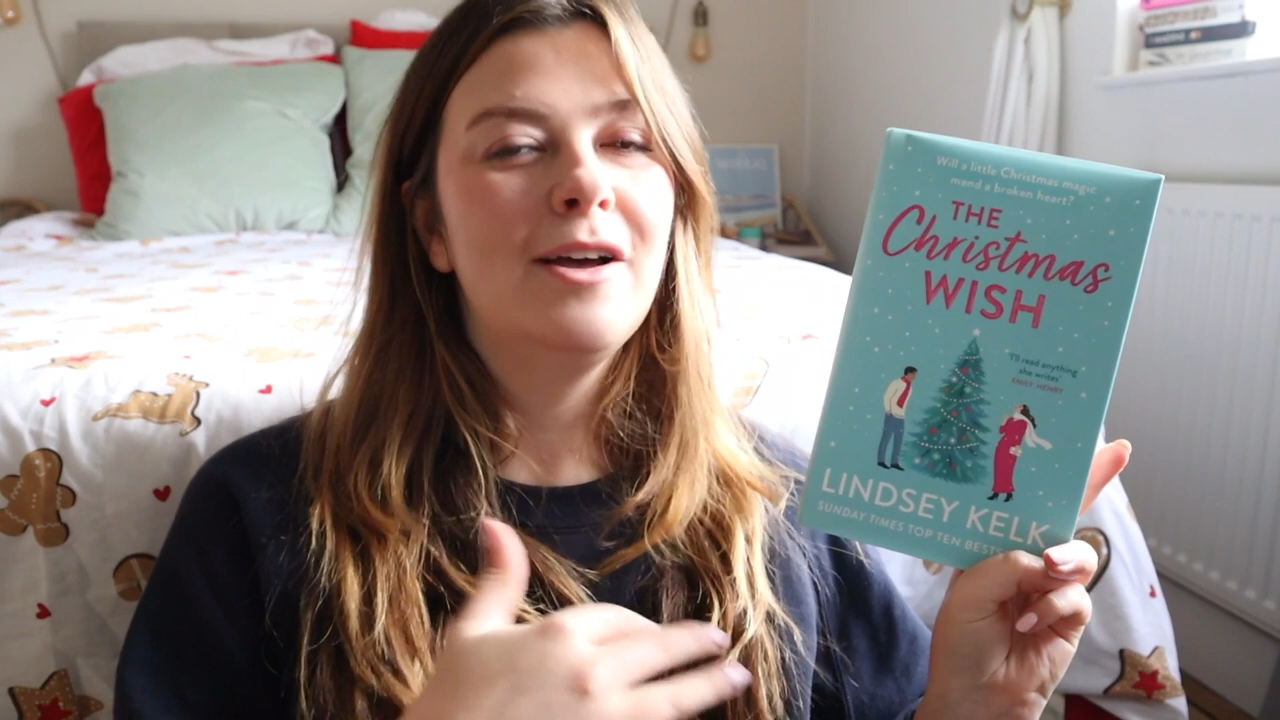 Will a little Christmas magic
mend a broken heart?
THE
Christmas
WISH
'I'll read anything
she writes'
EMILY HENRY
LINDSEY KELK
SUNDAY TIMES TOP TEN BESTS